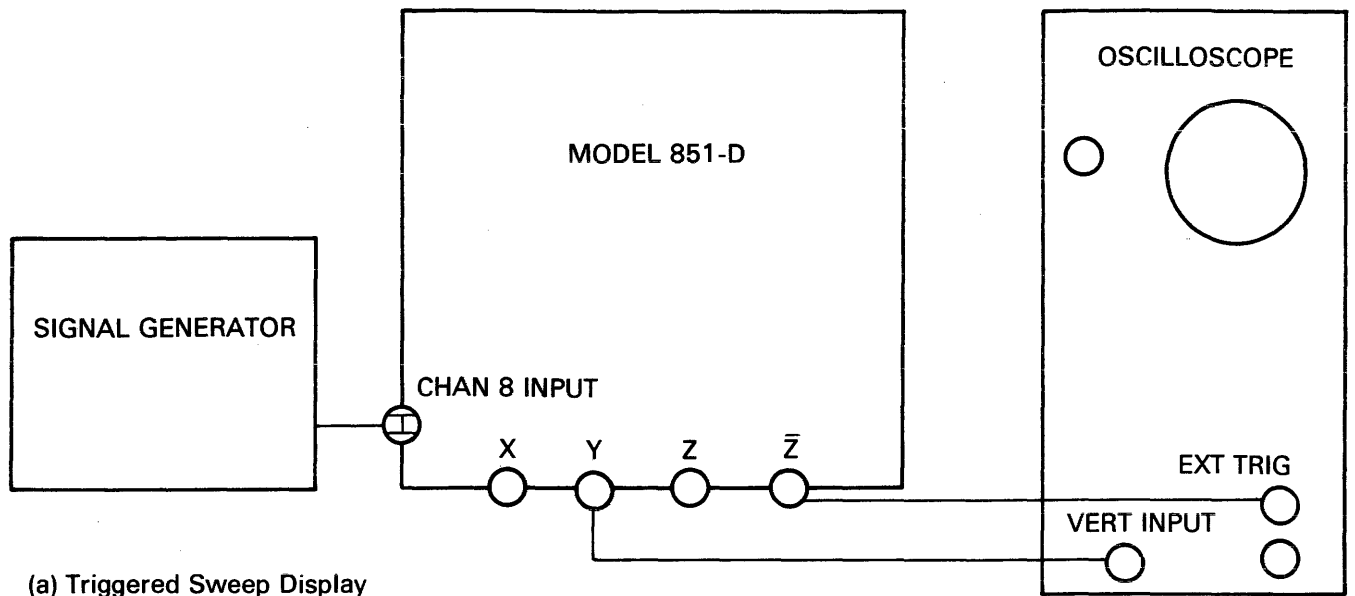 OSCILLOSCOPE
MODEL 851-D
SIGNAL GENERATOR
CHAN 8 INPUT
X Y Z Z̅
EXT TRIG
VERT INPUT
(a) Triggered Sweep Display